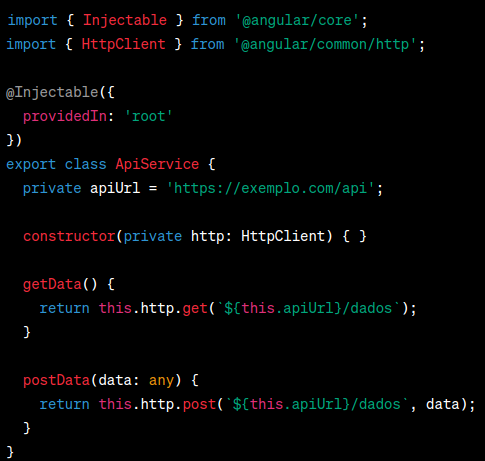 import { Injectable } from '@angular/core';
import { HttpClient } from '@angular/common/http';
@Injectable({
providedIn: 'root'
})
export class ApiService {
private apiUrl = 'https://exemplo.com/api';
constructor(private http: HttpClient) { }
getData() {
return this.http.get(`${this.apiUrl}/dados`);
}
postData(data: any) {
return this.http.post(`${this.apiUrl}/dados`, data);
}
}